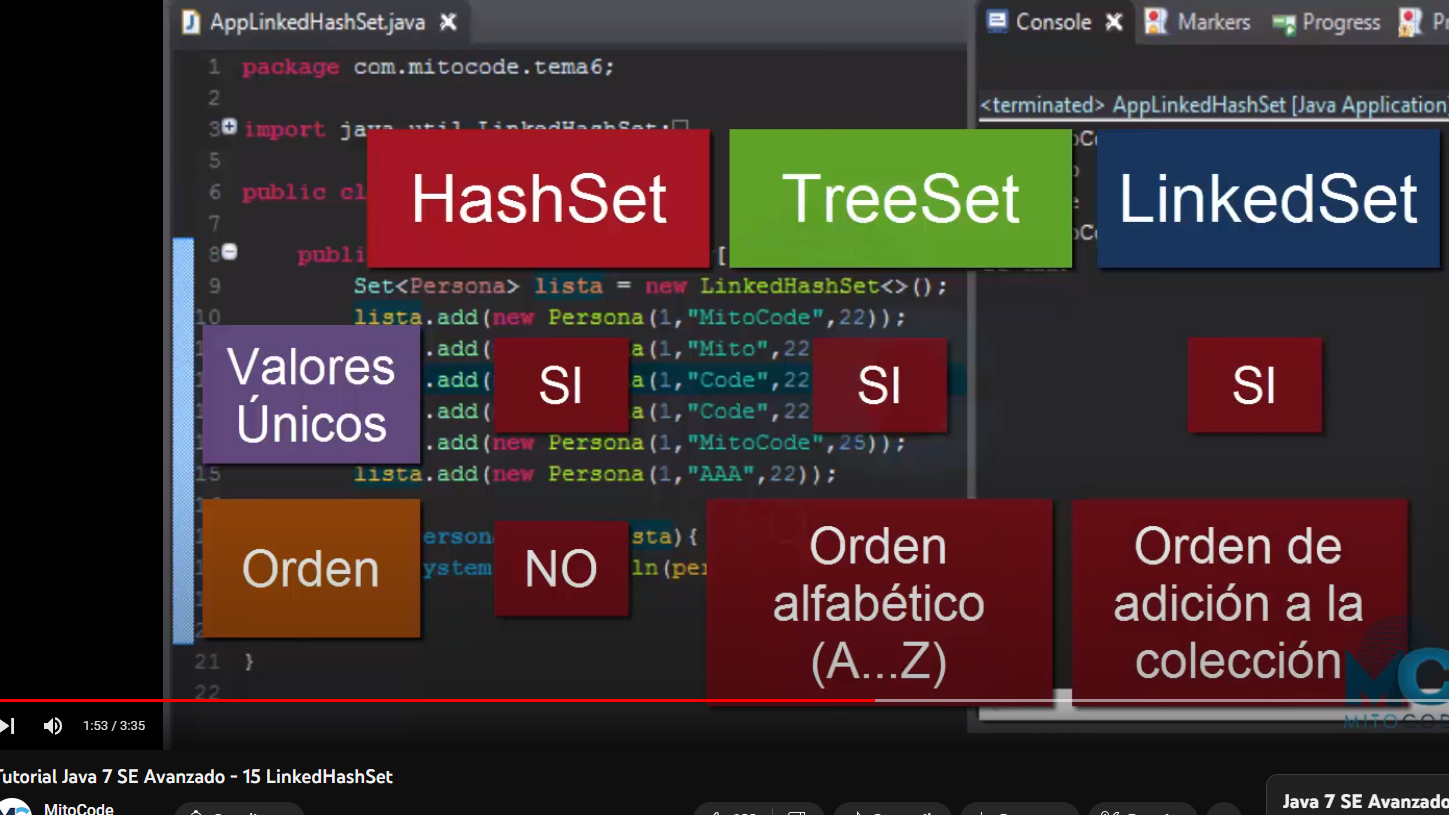 AppLinkedHashSet.java
Console Markers Progress
1 package com.mitocode.tema6;
2
<terminated> AppLinkedHashSet [Java Application]
3 import java.util.LinkedHashSet;
5
6 public cl
7
HashSet TreeSet LinkedSet
8 publi
9 Set<Persona> lista = new LinkedHashSet<>();
10 lista.add(new Persona(1,"MitoCode",22));
.add( a(1,"Mito",22
.add( a(1,"Code",22
.add( a(1,"Code",22
.add(new Persona(1,"MitoCode",25));
15 lista.add(new Persona(1,"AAA",22));
Valores
Únicos
SI SI SI
erson sta){
ystem ln(per
Orden
NO
Orden
alfabético
(A...Z)
Orden de
adición a la
colección
21 }
22
MITOCOD
1:53 / 3:35
Tutorial Java 7 SE Avanzado - 15 LinkedHashSet
MitoCode
Java 7 SE Avanzado